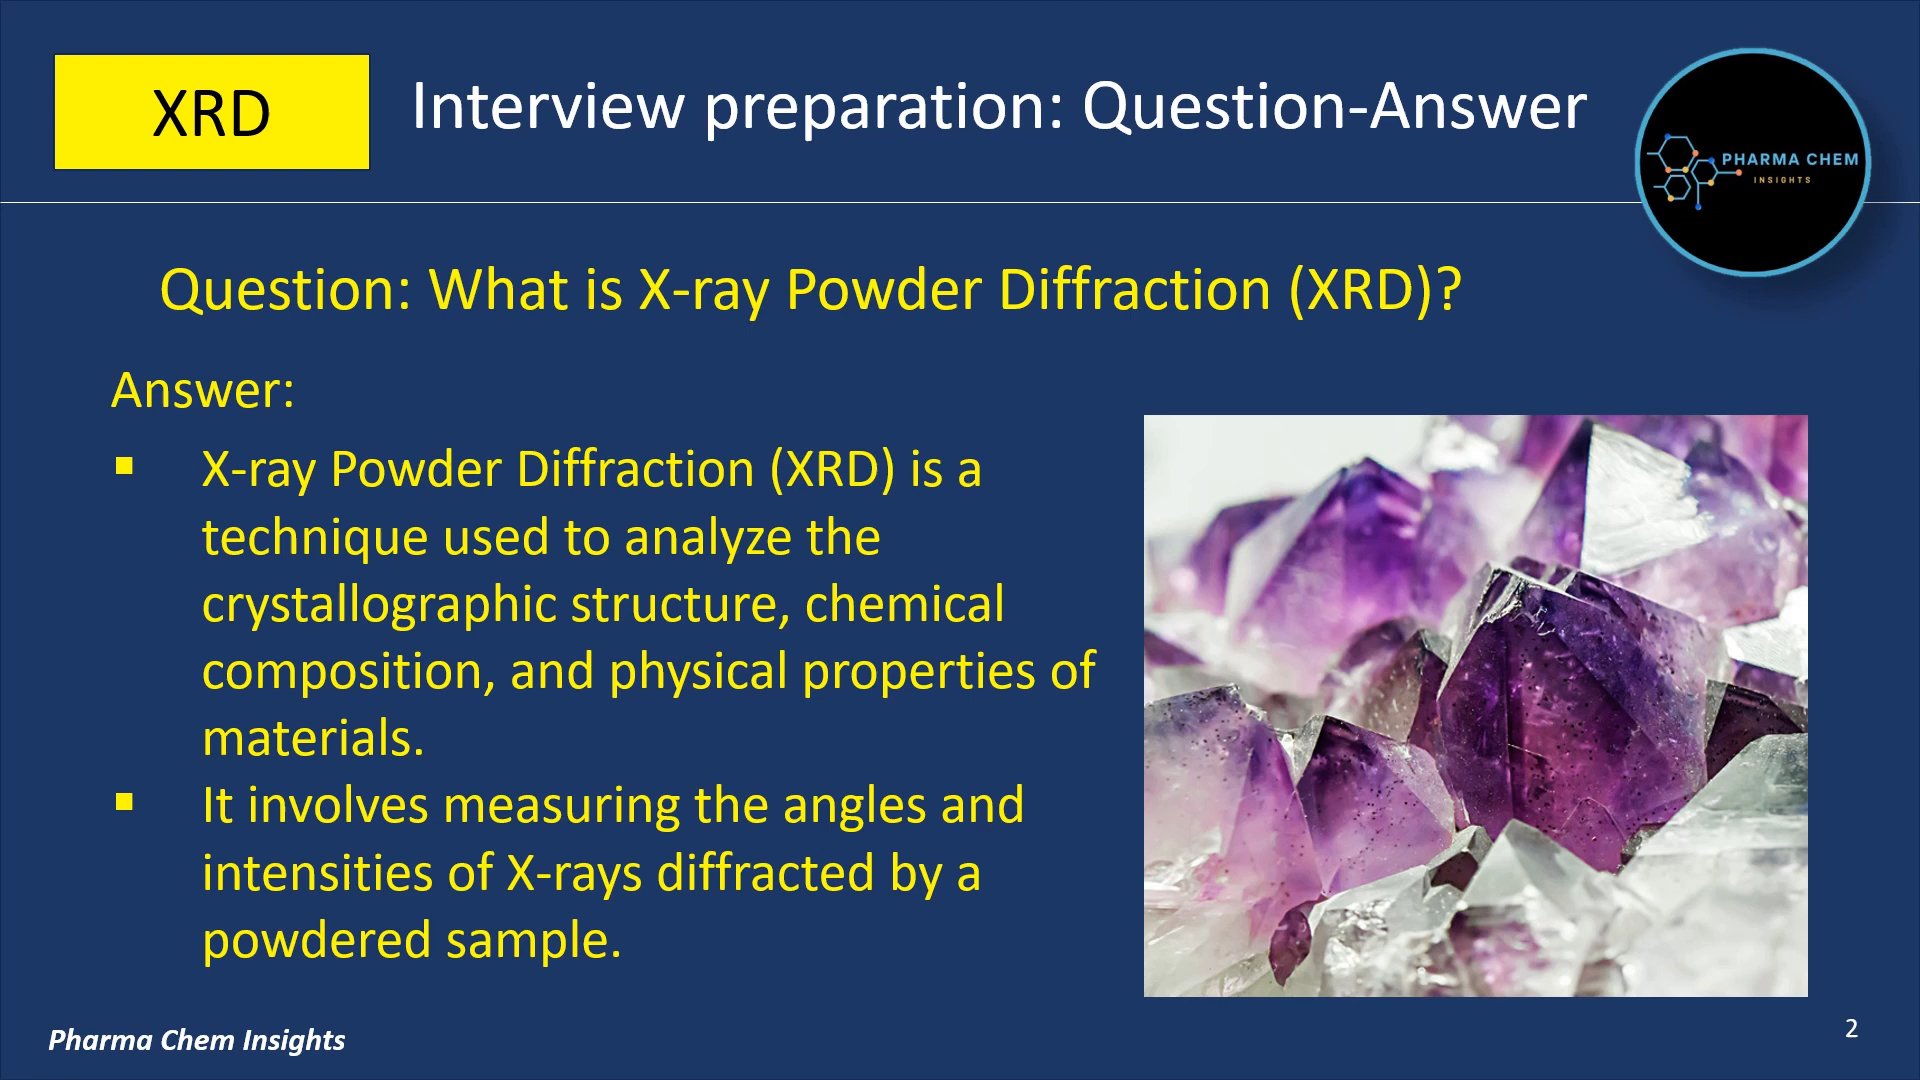 XRD
Interview preparation: Question-Answer
PHARMA CHEM
INSIGHTS
Question: What is X-ray Powder Diffraction (XRD)?
Answer:
▪ X-ray Powder Diffraction (XRD) is a
technique used to analyze the
crystallographic structure, chemical
composition, and physical properties of
materials.
▪ It involves measuring the angles and
intensities of X-rays diffracted by a
powdered sample.
Pharma Chem Insights
2